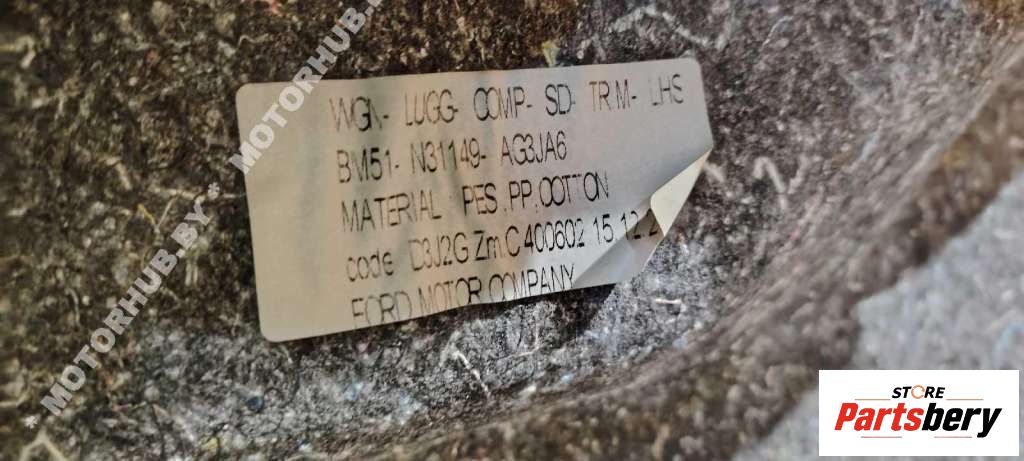 WGN- LUGG- COMP- SD- TRIM- LHS
BM51- N31149- AG3JA6
MATERIAL : PES.PP.COTTON
code D3J2G Zm.C 400602 15.12.2
FORD MOTOR COMPANY
* MOTORHUB.BY * MOTORHUB.BY
STORE
Partsbery